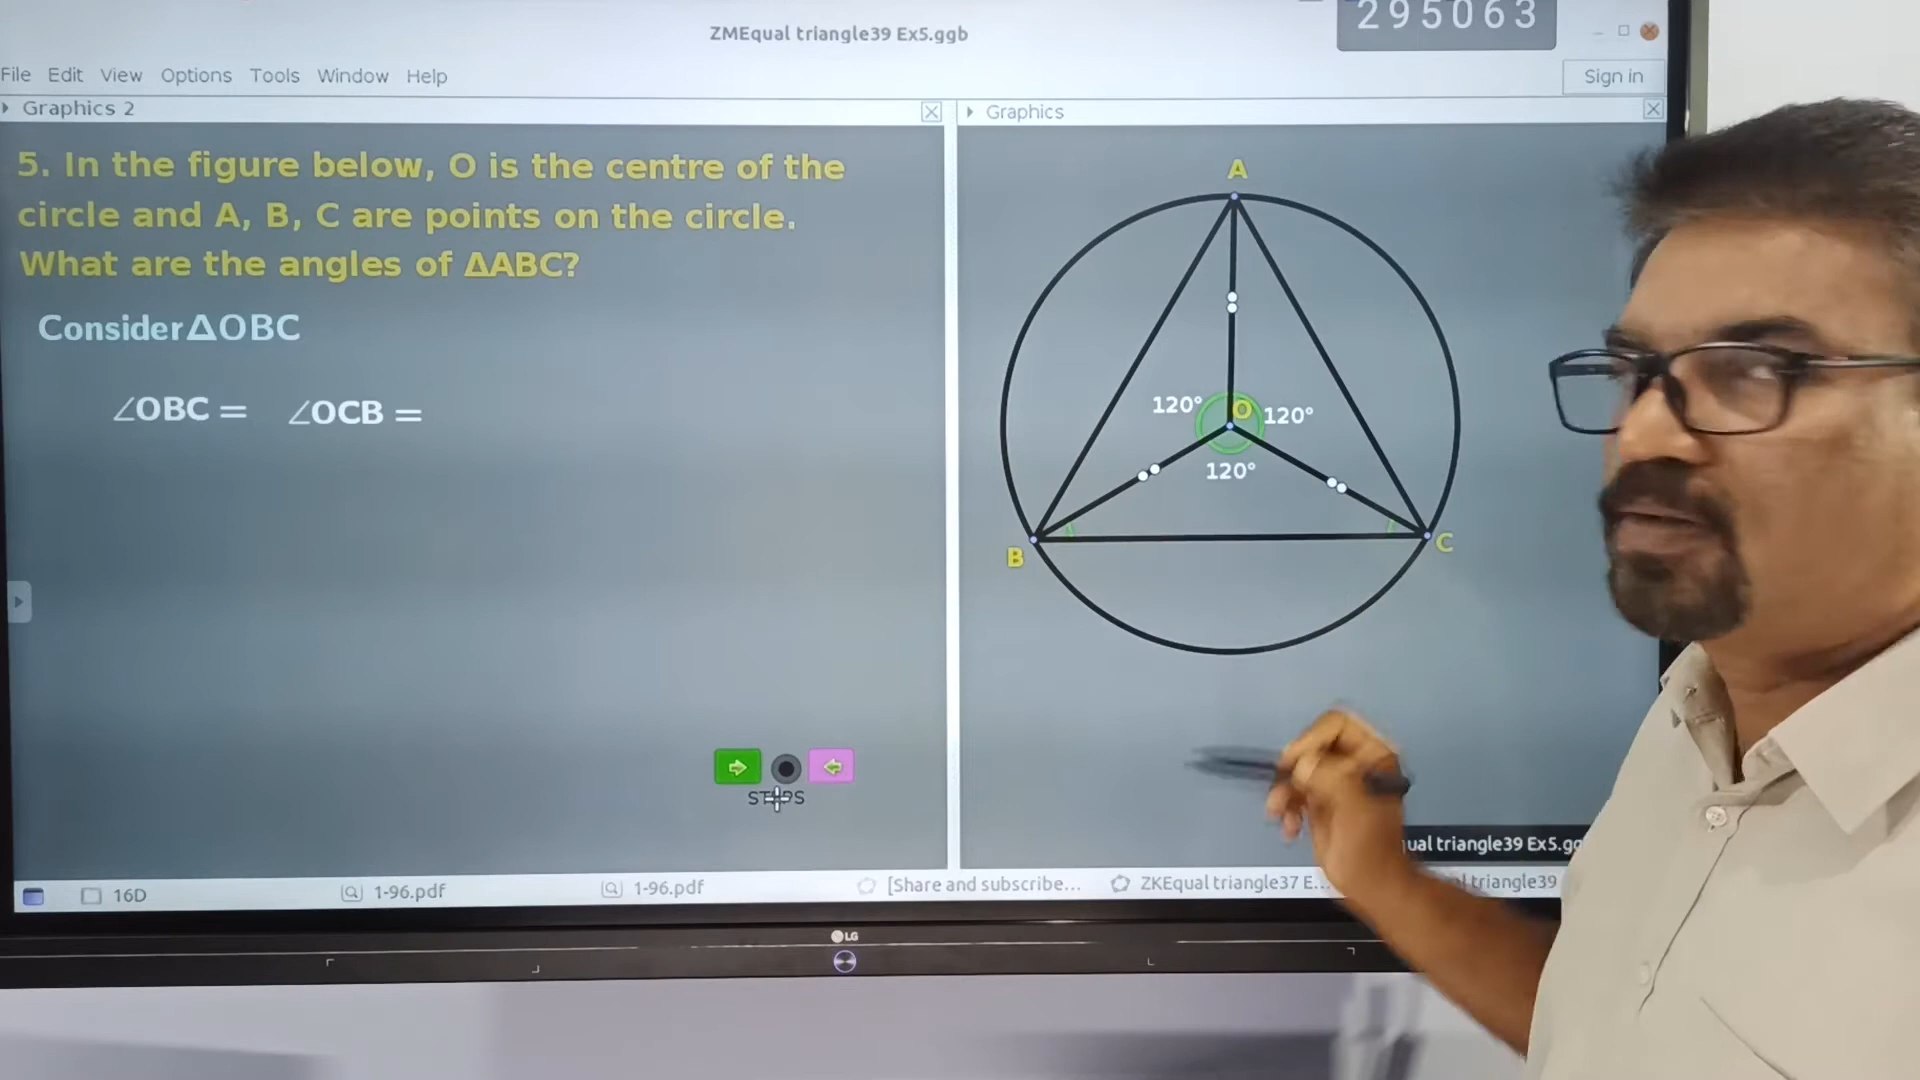 295063
ZMEqual triangle39 Ex5.ggb
File Edit View Options Tools Window Help
Sign in
Graphics 2
Graphics
5. In the figure below, O is the centre of the
circle and A, B, C are points on the circle.
What are the angles of ΔABC?
Consider ΔOBC
∠OBC = ∠OCB =
A
120° O 120°
120°
B
C
STEPS
ual triangle39 Ex5.gg
16D
1-96.pdf
1-96.pdf
[Share and subscribe...
ZKEqual triangle37 E...
triangle39
LG